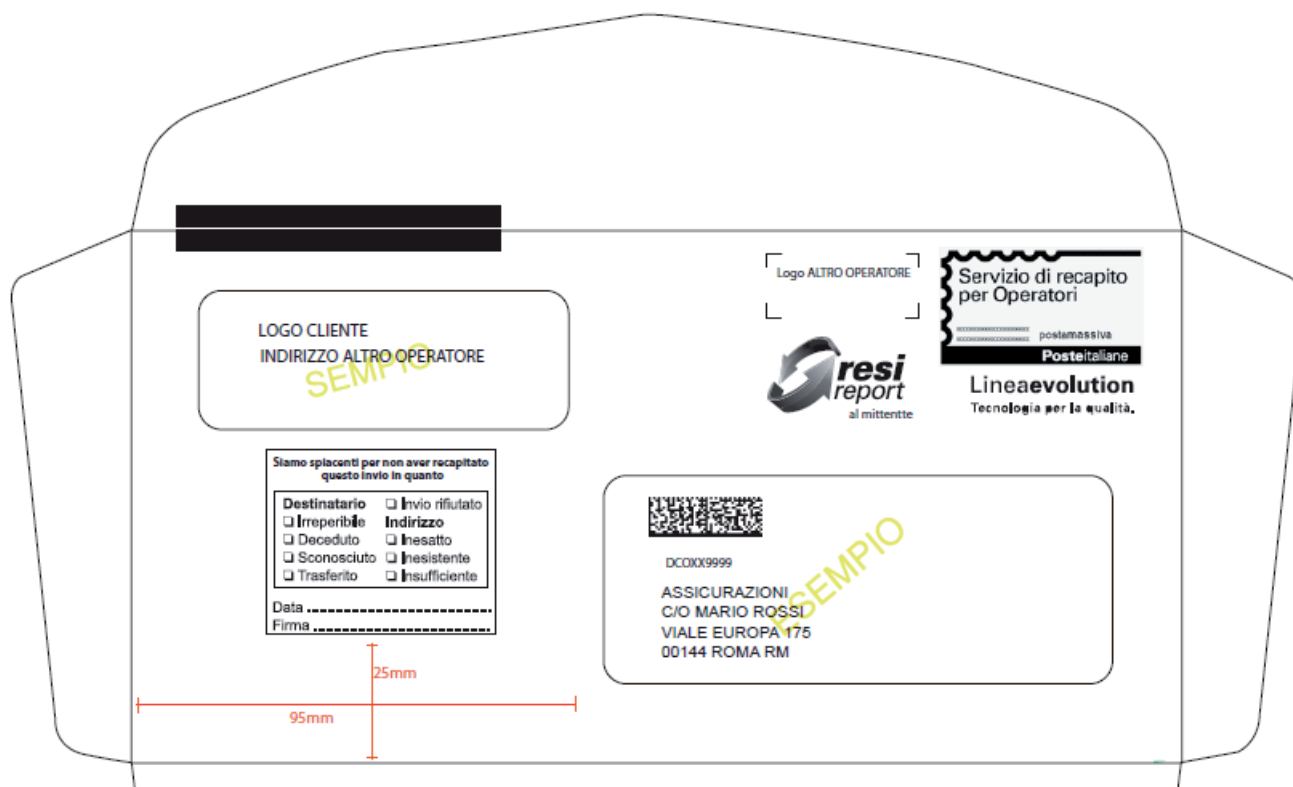 Logo ALTRO OPERATORE
Servizio di recapito
per Operatori
postamassiva
Posteitaliane
Lineaevolution
Tecnologia per la qualità.
resi
report
al mittentte
LOGO CLIENTE
INDIRIZZO ALTRO OPERATORE
SEMPIO
Siamo spiacenti per non aver recapitato
questo invio in quanto
Destinatario ❑ Invio rifiutato
❑ Irreperibile Indirizzo
❑ Deceduto ❑ Inesatto
❑ Sconosciuto ❑ Inesistente
❑ Trasferito ❑ Insufficiente
Data
Firma
25mm
95mm
DCOXX9999
ASSICURAZIONI
C/O MARIO ROSSI
VIALE EUROPA 175
00144 ROMA RM
ESEMPIO